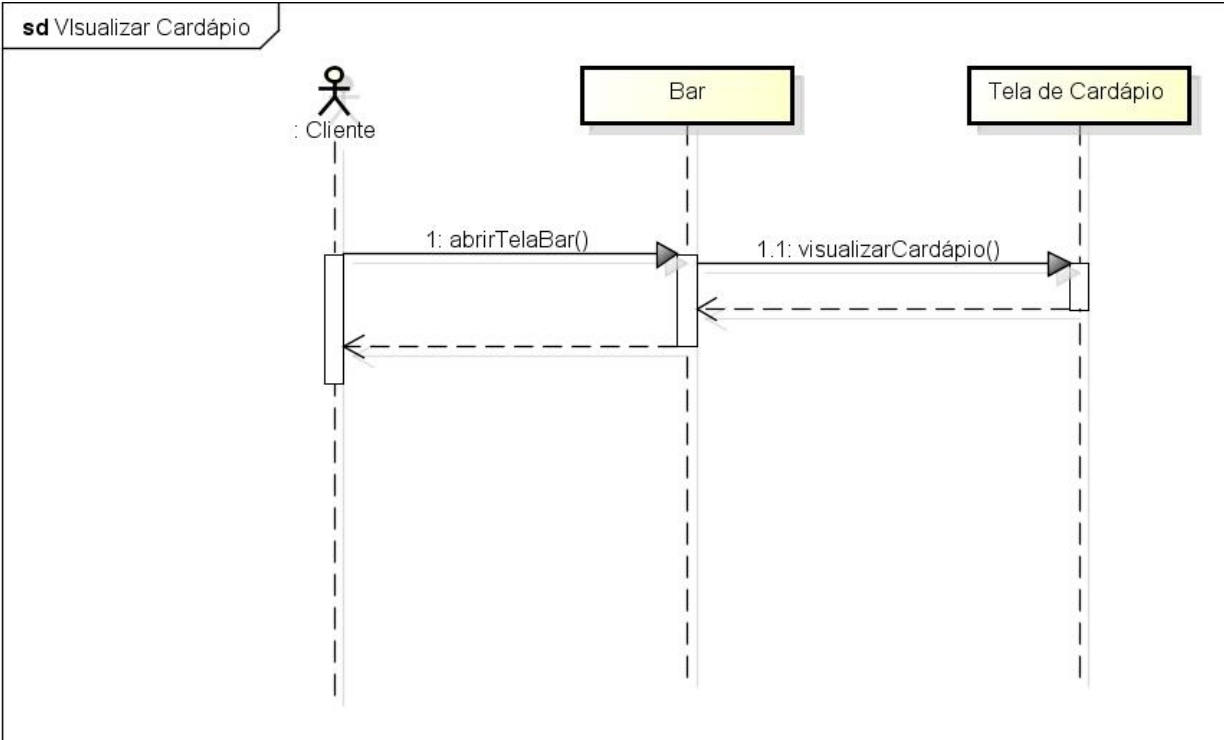 sd VIsualizar Cardápio
: Cliente
Bar
Tela de Cardápio
1: abrirTelaBar()
1.1: visualizarCardápio()